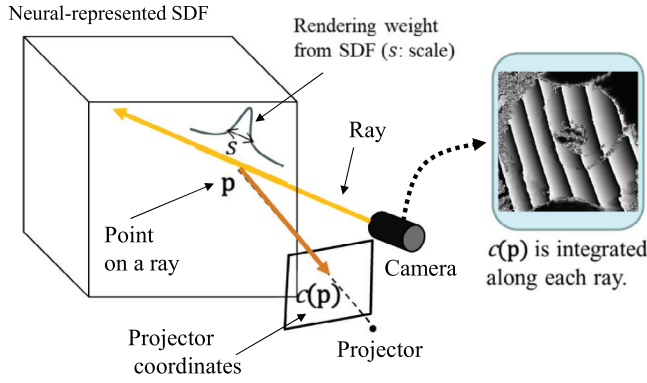 Neural-represented SDF
Rendering weight
from SDF (s: scale)
s
Ray
p
Point
on a ray
Camera
c(p)
Projector
coordinates
Projector
c(p) is integrated
along each ray.